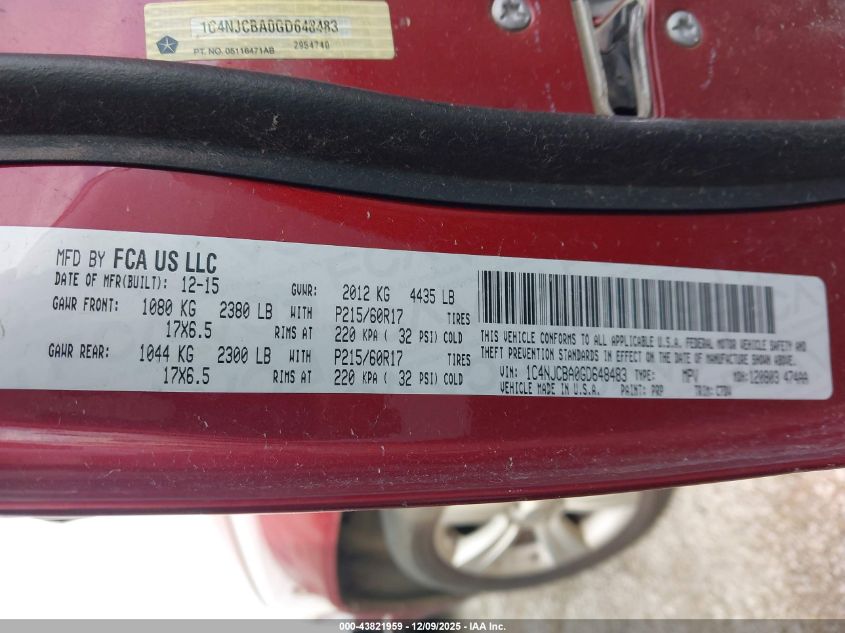 1C4NJCBA0GD648483
PT. NO. 05116471AB 2954740
MFD BY FCA US LLC
DATE OF MFR(BUILT): 12-15 GVWR: 2012 KG 4435 LB
GAWR FRONT: 1080 KG 2380 LB WITH P215/60R17 TIRES
17X6.5 RIMS AT 220 KPA ( 32 PSI) COLD
GAWR REAR: 1044 KG 2300 LB WITH P215/60R17 TIRES
17X6.5 RIMS AT 220 KPA ( 32 PSI) COLD
THIS VEHICLE CONFORMS TO ALL APPLICABLE U.S.A. FEDERAL MOTOR VEHICLE SAFETY AND
THEFT PREVENTION STANDARDS IN EFFECT ON THE DATE OF MANUFACTURE SHOWN ABOVE.
VIN: 1C4NJCBA0GD648483 TYPE: MPV MDH: 120803 474AA
VEHICLE MADE IN U.S.A. PAINT: PRP TRIM:
000-43821959 - 12/09/2025 - IAA Inc.